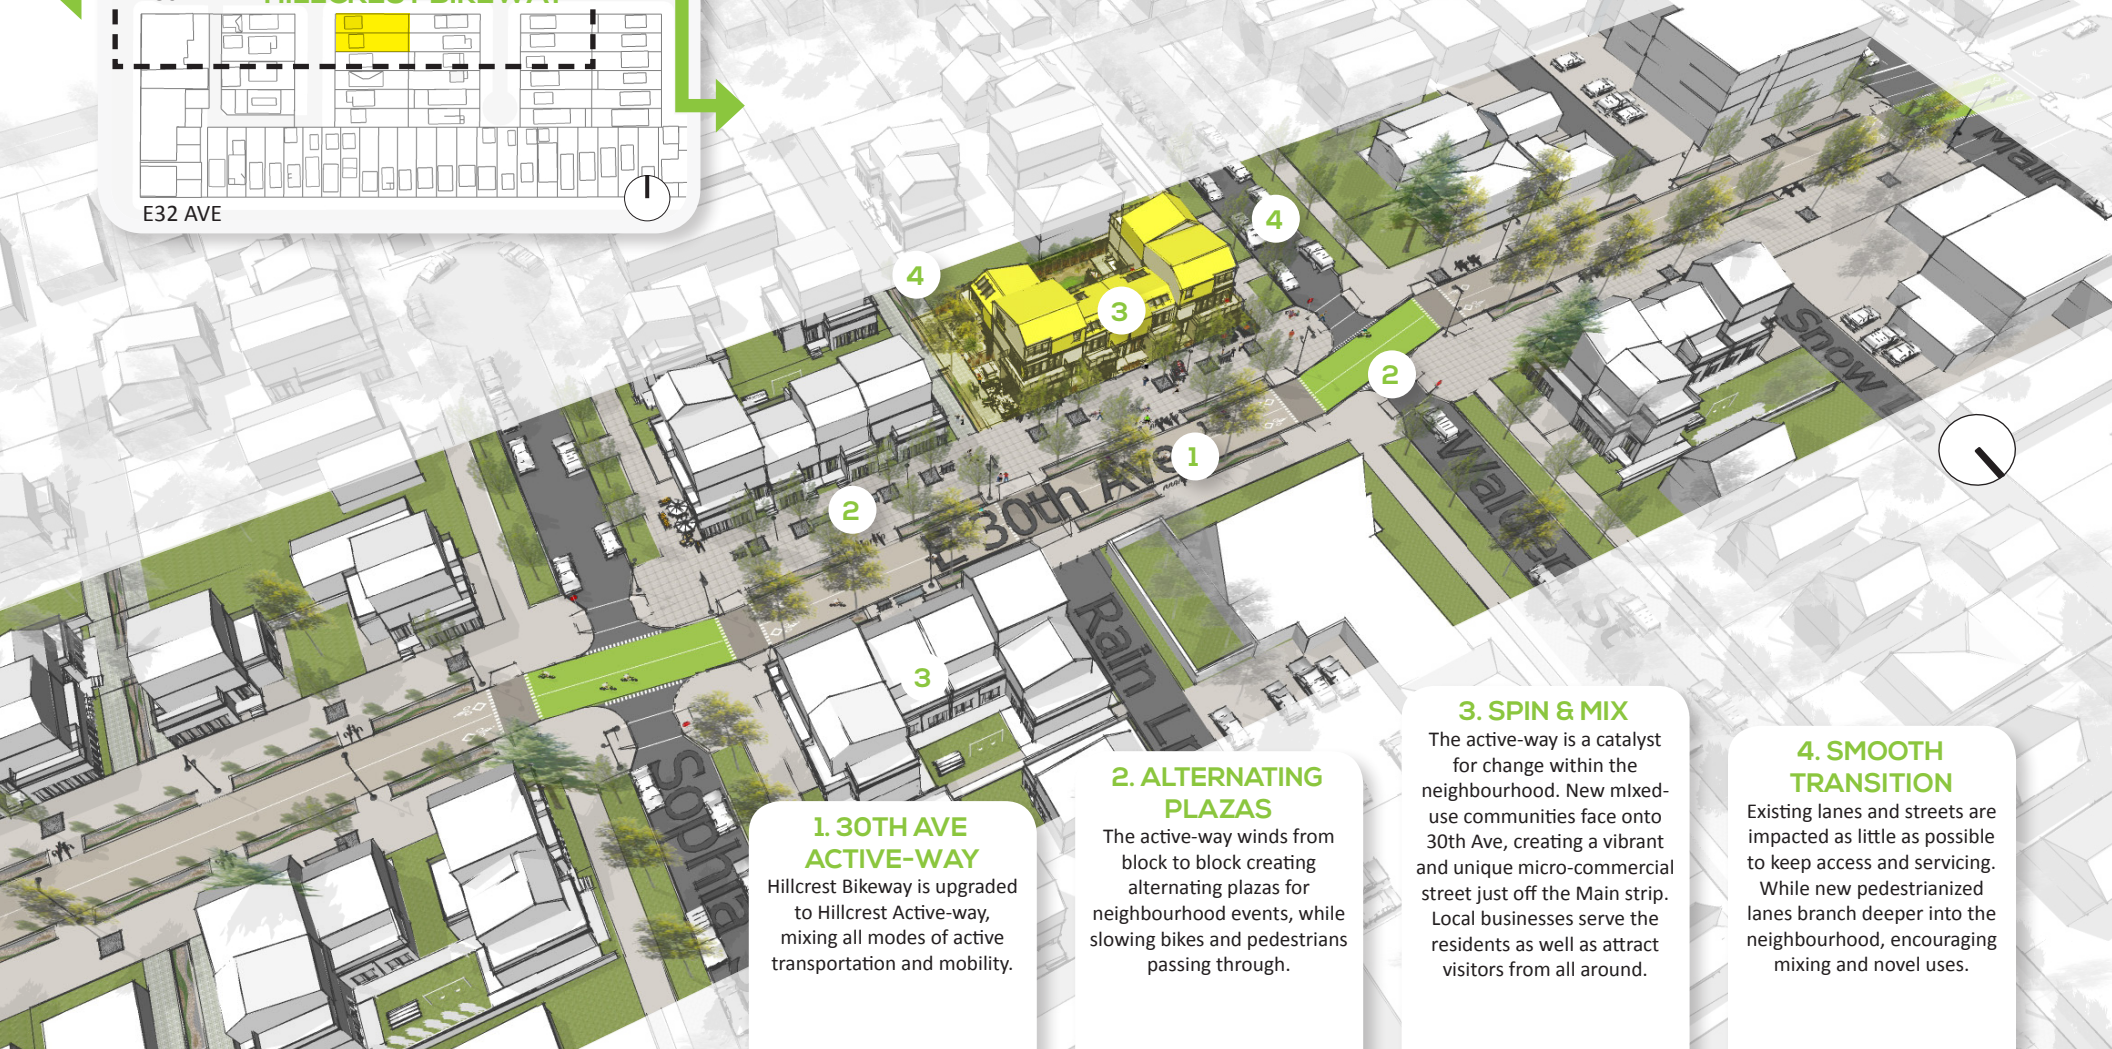 HILLCREST BIKEWAY
E32 AVE
Main
4
4
3
Snow Ln
2
1
E 30th Ave
Walden St
2
Rain Ln
3
Sophia
1. 30TH AVE
ACTIVE-WAY
Hillcrest Bikeway is upgraded
to Hillcrest Active-way,
mixing all modes of active
transportation and mobility.
2. ALTERNATING
PLAZAS
The active-way winds from
block to block creating
alternating plazas for
neighbourhood events, while
slowing bikes and pedestrians
passing through.
3. SPIN & MIX
The active-way is a catalyst
for change within the
neighbourhood. New mIxed-
use communities face onto
30th Ave, creating a vibrant
and unique micro-commercial
street just off the Main strip.
Local businesses serve the
residents as well as attract
visitors from all around.
4. SMOOTH
TRANSITION
Existing lanes and streets are
impacted as little as possible
to keep access and servicing.
While new pedestrianized
lanes branch deeper into the
neighbourhood, encouraging
mixing and novel uses.